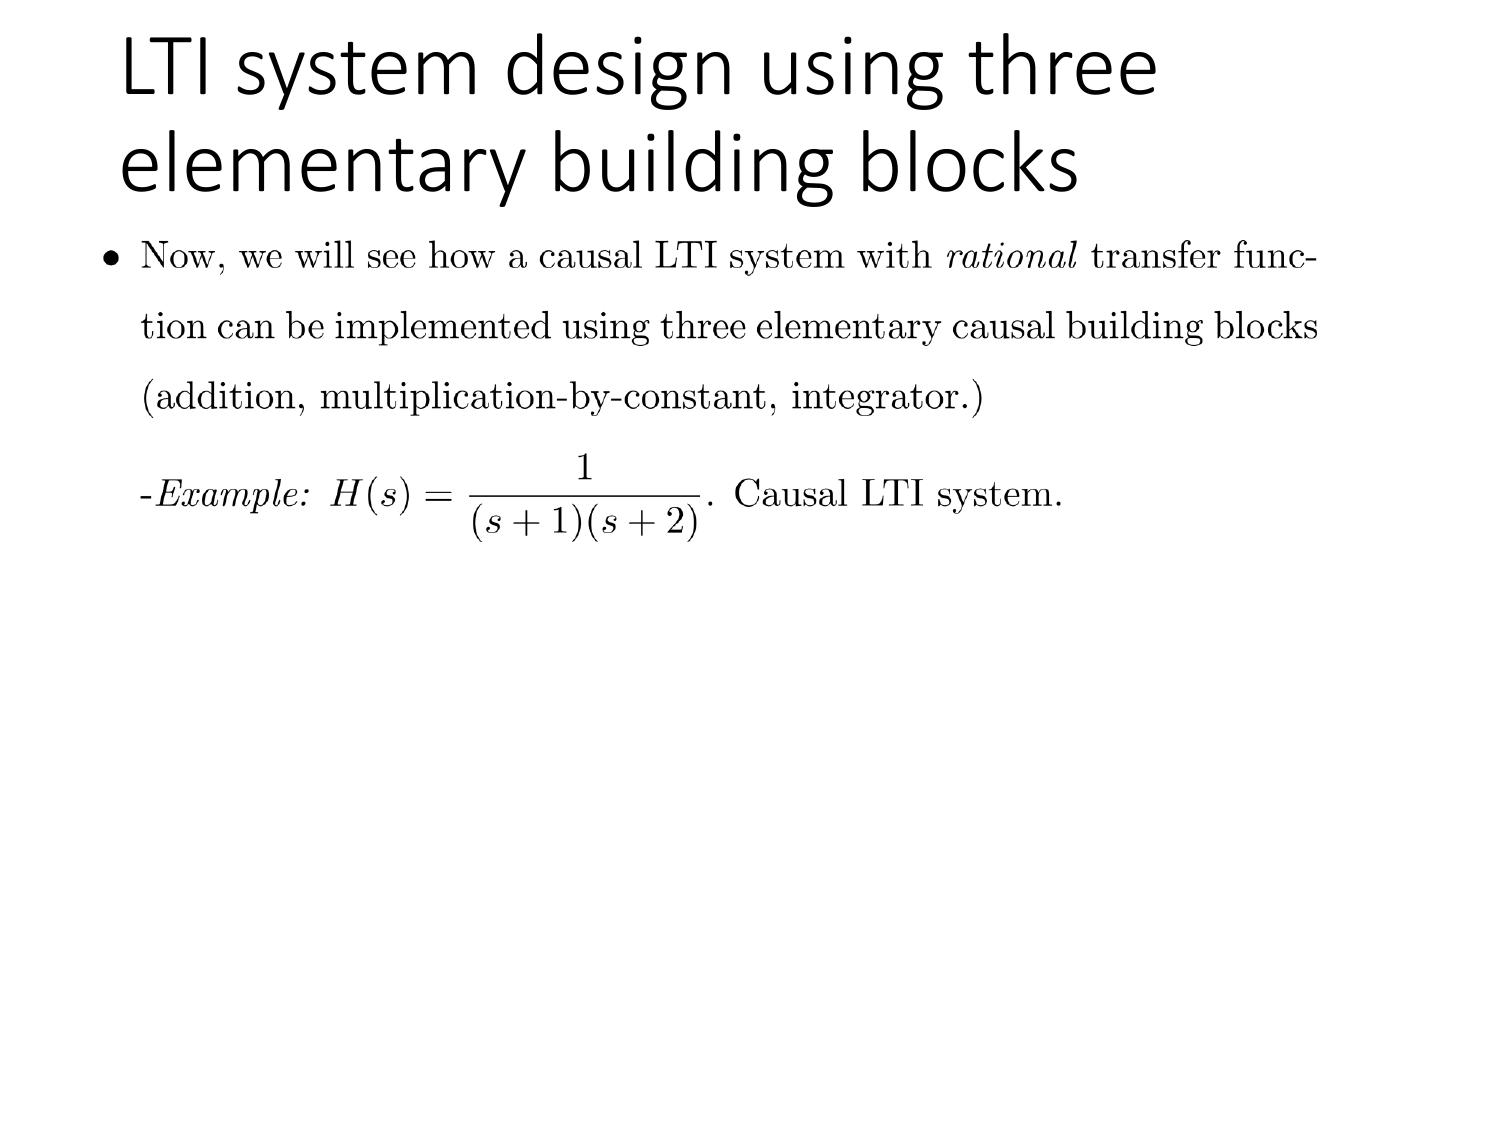 LTI system design using three
elementary building blocks
• Now, we will see how a causal LTI system with rational transfer func-
tion can be implemented using three elementary causal building blocks
(addition, multiplication-by-constant, integrator.)
-Example: H(s) = 1/((s + 1)(s + 2)). Causal LTI system.